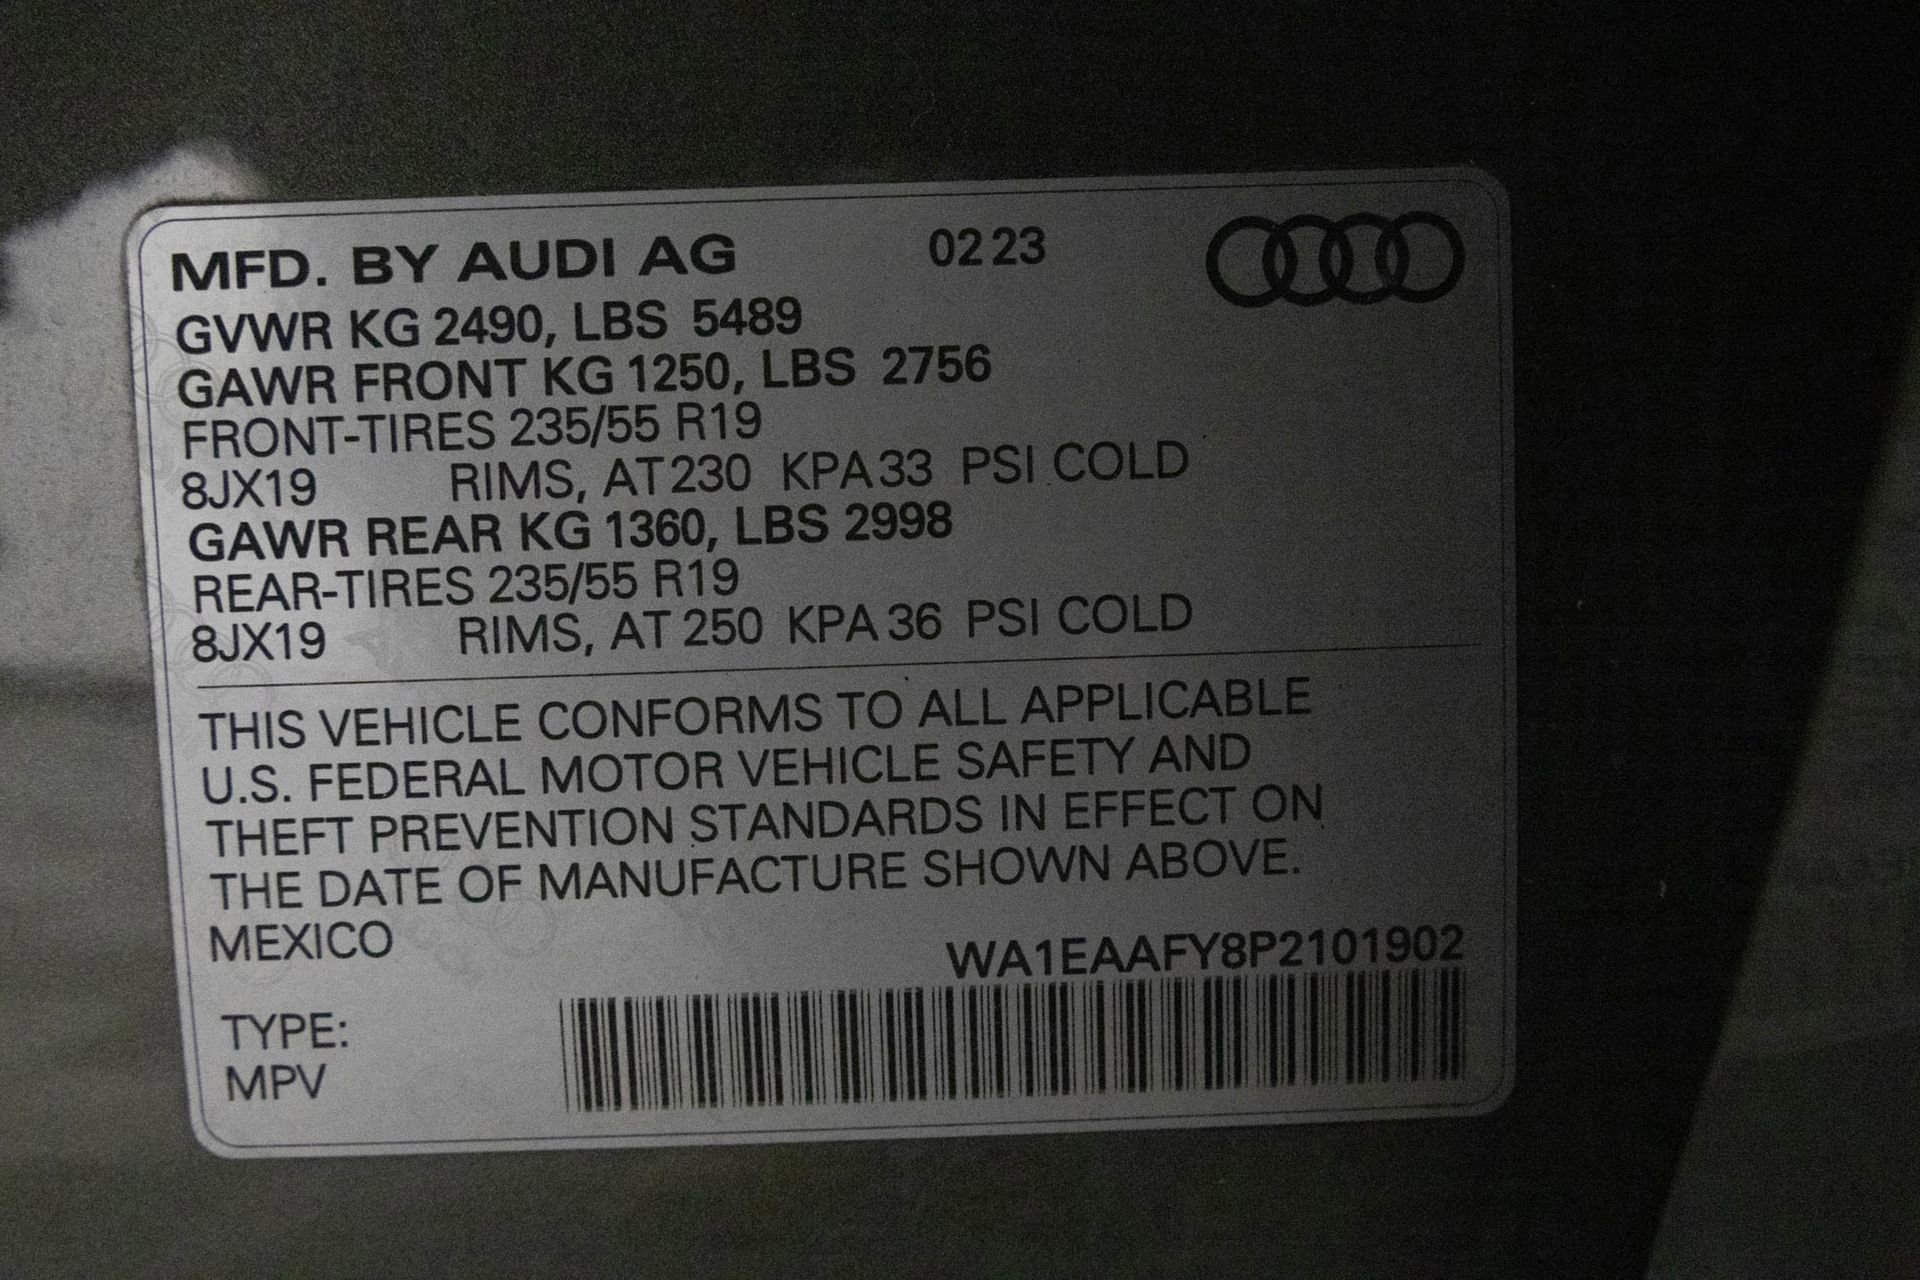 MFD. BY AUDI AG 02 23
GVWR KG 2490, LBS 5489
GAWR FRONT KG 1250, LBS 2756
FRONT-TIRES 235/55 R19
8JX19 RIMS, AT 230 KPA 33 PSI COLD
GAWR REAR KG 1360, LBS 2998
REAR-TIRES 235/55 R19
8JX19 RIMS, AT 250 KPA 36 PSI COLD
THIS VEHICLE CONFORMS TO ALL APPLICABLE
U.S. FEDERAL MOTOR VEHICLE SAFETY AND
THEFT PREVENTION STANDARDS IN EFFECT ON
THE DATE OF MANUFACTURE SHOWN ABOVE.
MEXICO
WA1EAAFY8P2101902
TYPE:
MPV